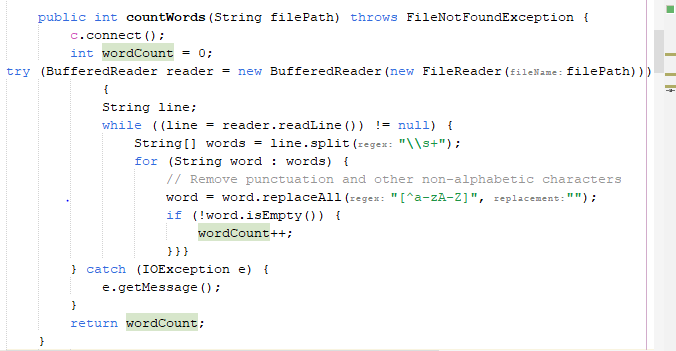 public int countWords(String filePath) throws FileNotFoundException {
c.connect();
int wordCount = 0;
try (BufferedReader reader = new BufferedReader(new FileReader(fileName: filePath)))
{
String line;
while ((line = reader.readLine()) != null) {
String[] words = line.split(regex: "\\s+");
for (String word : words) {
// Remove punctuation and other non-alphabetic characters
word = word.replaceAll(regex: "[^a-zA-Z]", replacement: "");
if (!word.isEmpty()) {
wordCount++;
}}}
} catch (IOException e) {
e.getMessage();
}
return wordCount;
}